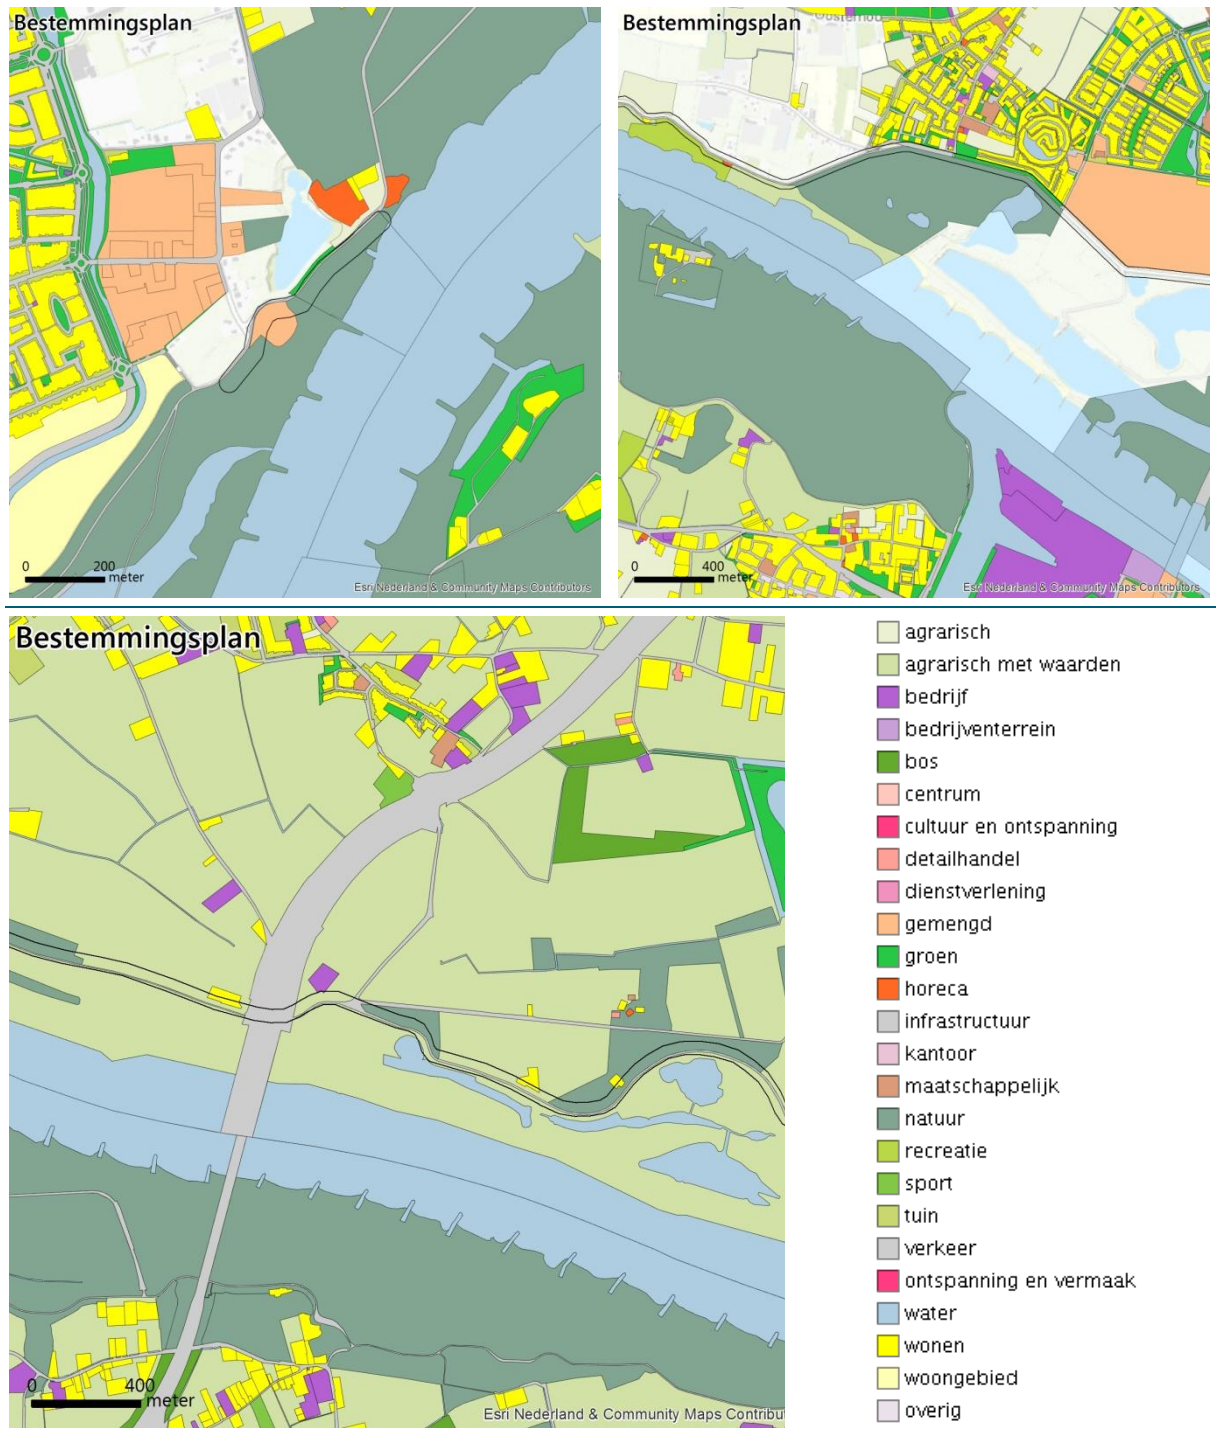 Bestemmingsplan
0 200
meter
Esri Nederland & Community Maps Contributors
Bestemmingsplan
Oosterhout
0 400
meter
Esri Nederland & Community Maps Contributors
Bestemmingsplan
0 400
meter
Esri Nederland & Community Maps Contribu
agrarisch
agrarisch met waarden
bedrijf
bedrijventerrein
bos
centrum
cultuur en ontspanning
detailhandel
dienstverlening
gemengd
groen
horeca
infrastructuur
kantoor
maatschappelijk
natuur
recreatie
sport
tuin
verkeer
ontspanning en vermaak
water
wonen
woongebied
overig